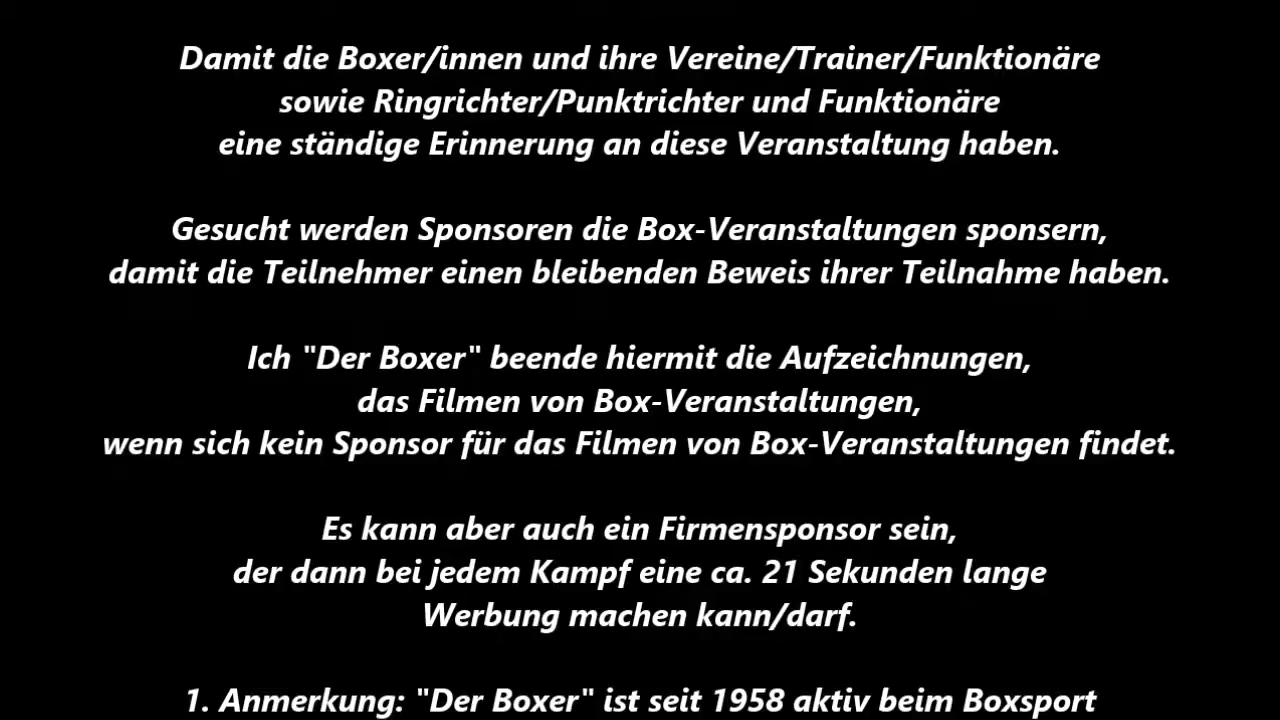 Damit die Boxer/innen und ihre Vereine/Trainer/Funktionäre
sowie Ringrichter/Punktrichter und Funktionäre
eine ständige Erinnerung an diese Veranstaltung haben.
Gesucht werden Sponsoren die Box-Veranstaltungen sponsern,
damit die Teilnehmer einen bleibenden Beweis ihrer Teilnahme haben.
Ich "Der Boxer" beende hiermit die Aufzeichnungen,
das Filmen von Box-Veranstaltungen,
wenn sich kein Sponsor für das Filmen von Box-Veranstaltungen findet.
Es kann aber auch ein Firmensponsor sein,
der dann bei jedem Kampf eine ca. 21 Sekunden lange
Werbung machen kann/darf.
1. Anmerkung: "Der Boxer" ist seit 1958 aktiv beim Boxsport